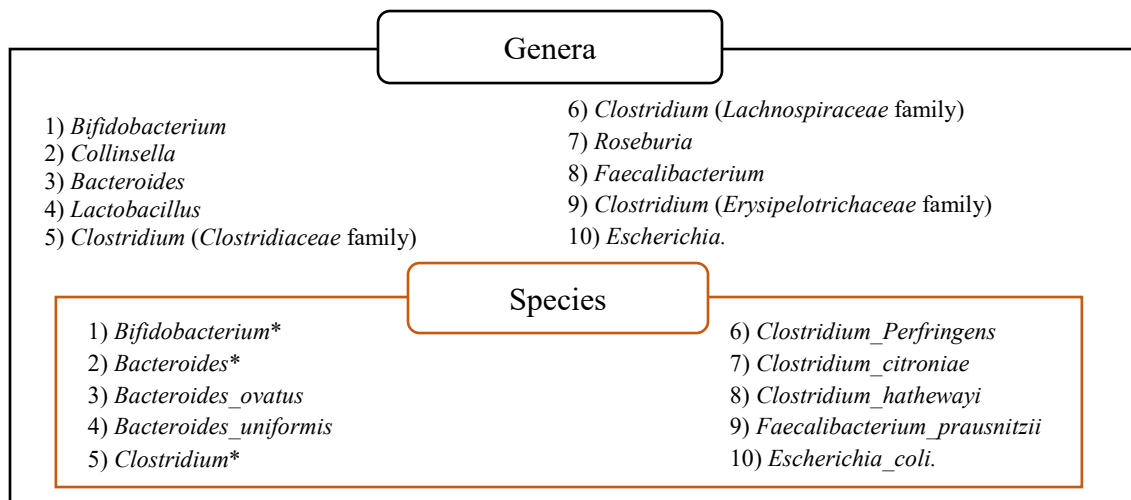 Genera
1) Bifidobacterium
2) Collinsella
3) Bacteroides
4) Lactobacillus
5) Clostridium (Clostridiaceae family)
6) Clostridium (Lachnospiraceae family)
7) Roseburia
8) Faecalibacterium
9) Clostridium (Erysipelotrichaceae family)
10) Escherichia.
Species
1) Bifidobacterium*
2) Bacteroides*
3) Bacteroides_ovatus
4) Bacteroides_uniformis
5) Clostridium*
6) Clostridium_Perfringens
7) Clostridium_citroniae
8) Clostridium_hathewayi
9) Faecalibacterium_prausnitzii
10) Escherichia_coli.